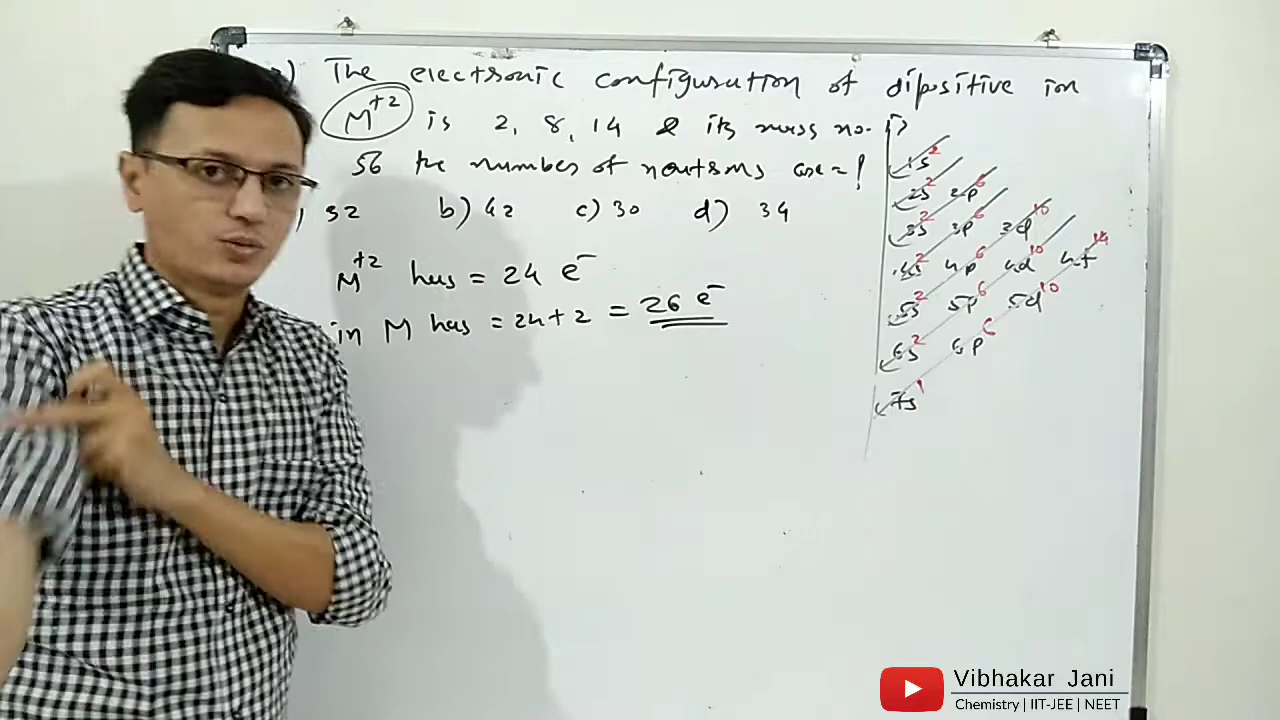 The electronic configuration of dipositive ion
M+2 is 2, 8, 14 & its mass no.
56 the number of neutrons are = ?
) 32 b) 42 c) 30 d) 34
M+2 has = 24 e-
in M has = 24+2 = 26 e-
1s2
2s2 2p6
3s2 3p6 3d10
4s2 4p6 4d10 4f14
5s2 5p6 5d10
6s2 6p6
7s1
Vibhakar Jani
Chemistry | IIT-JEE | NEET